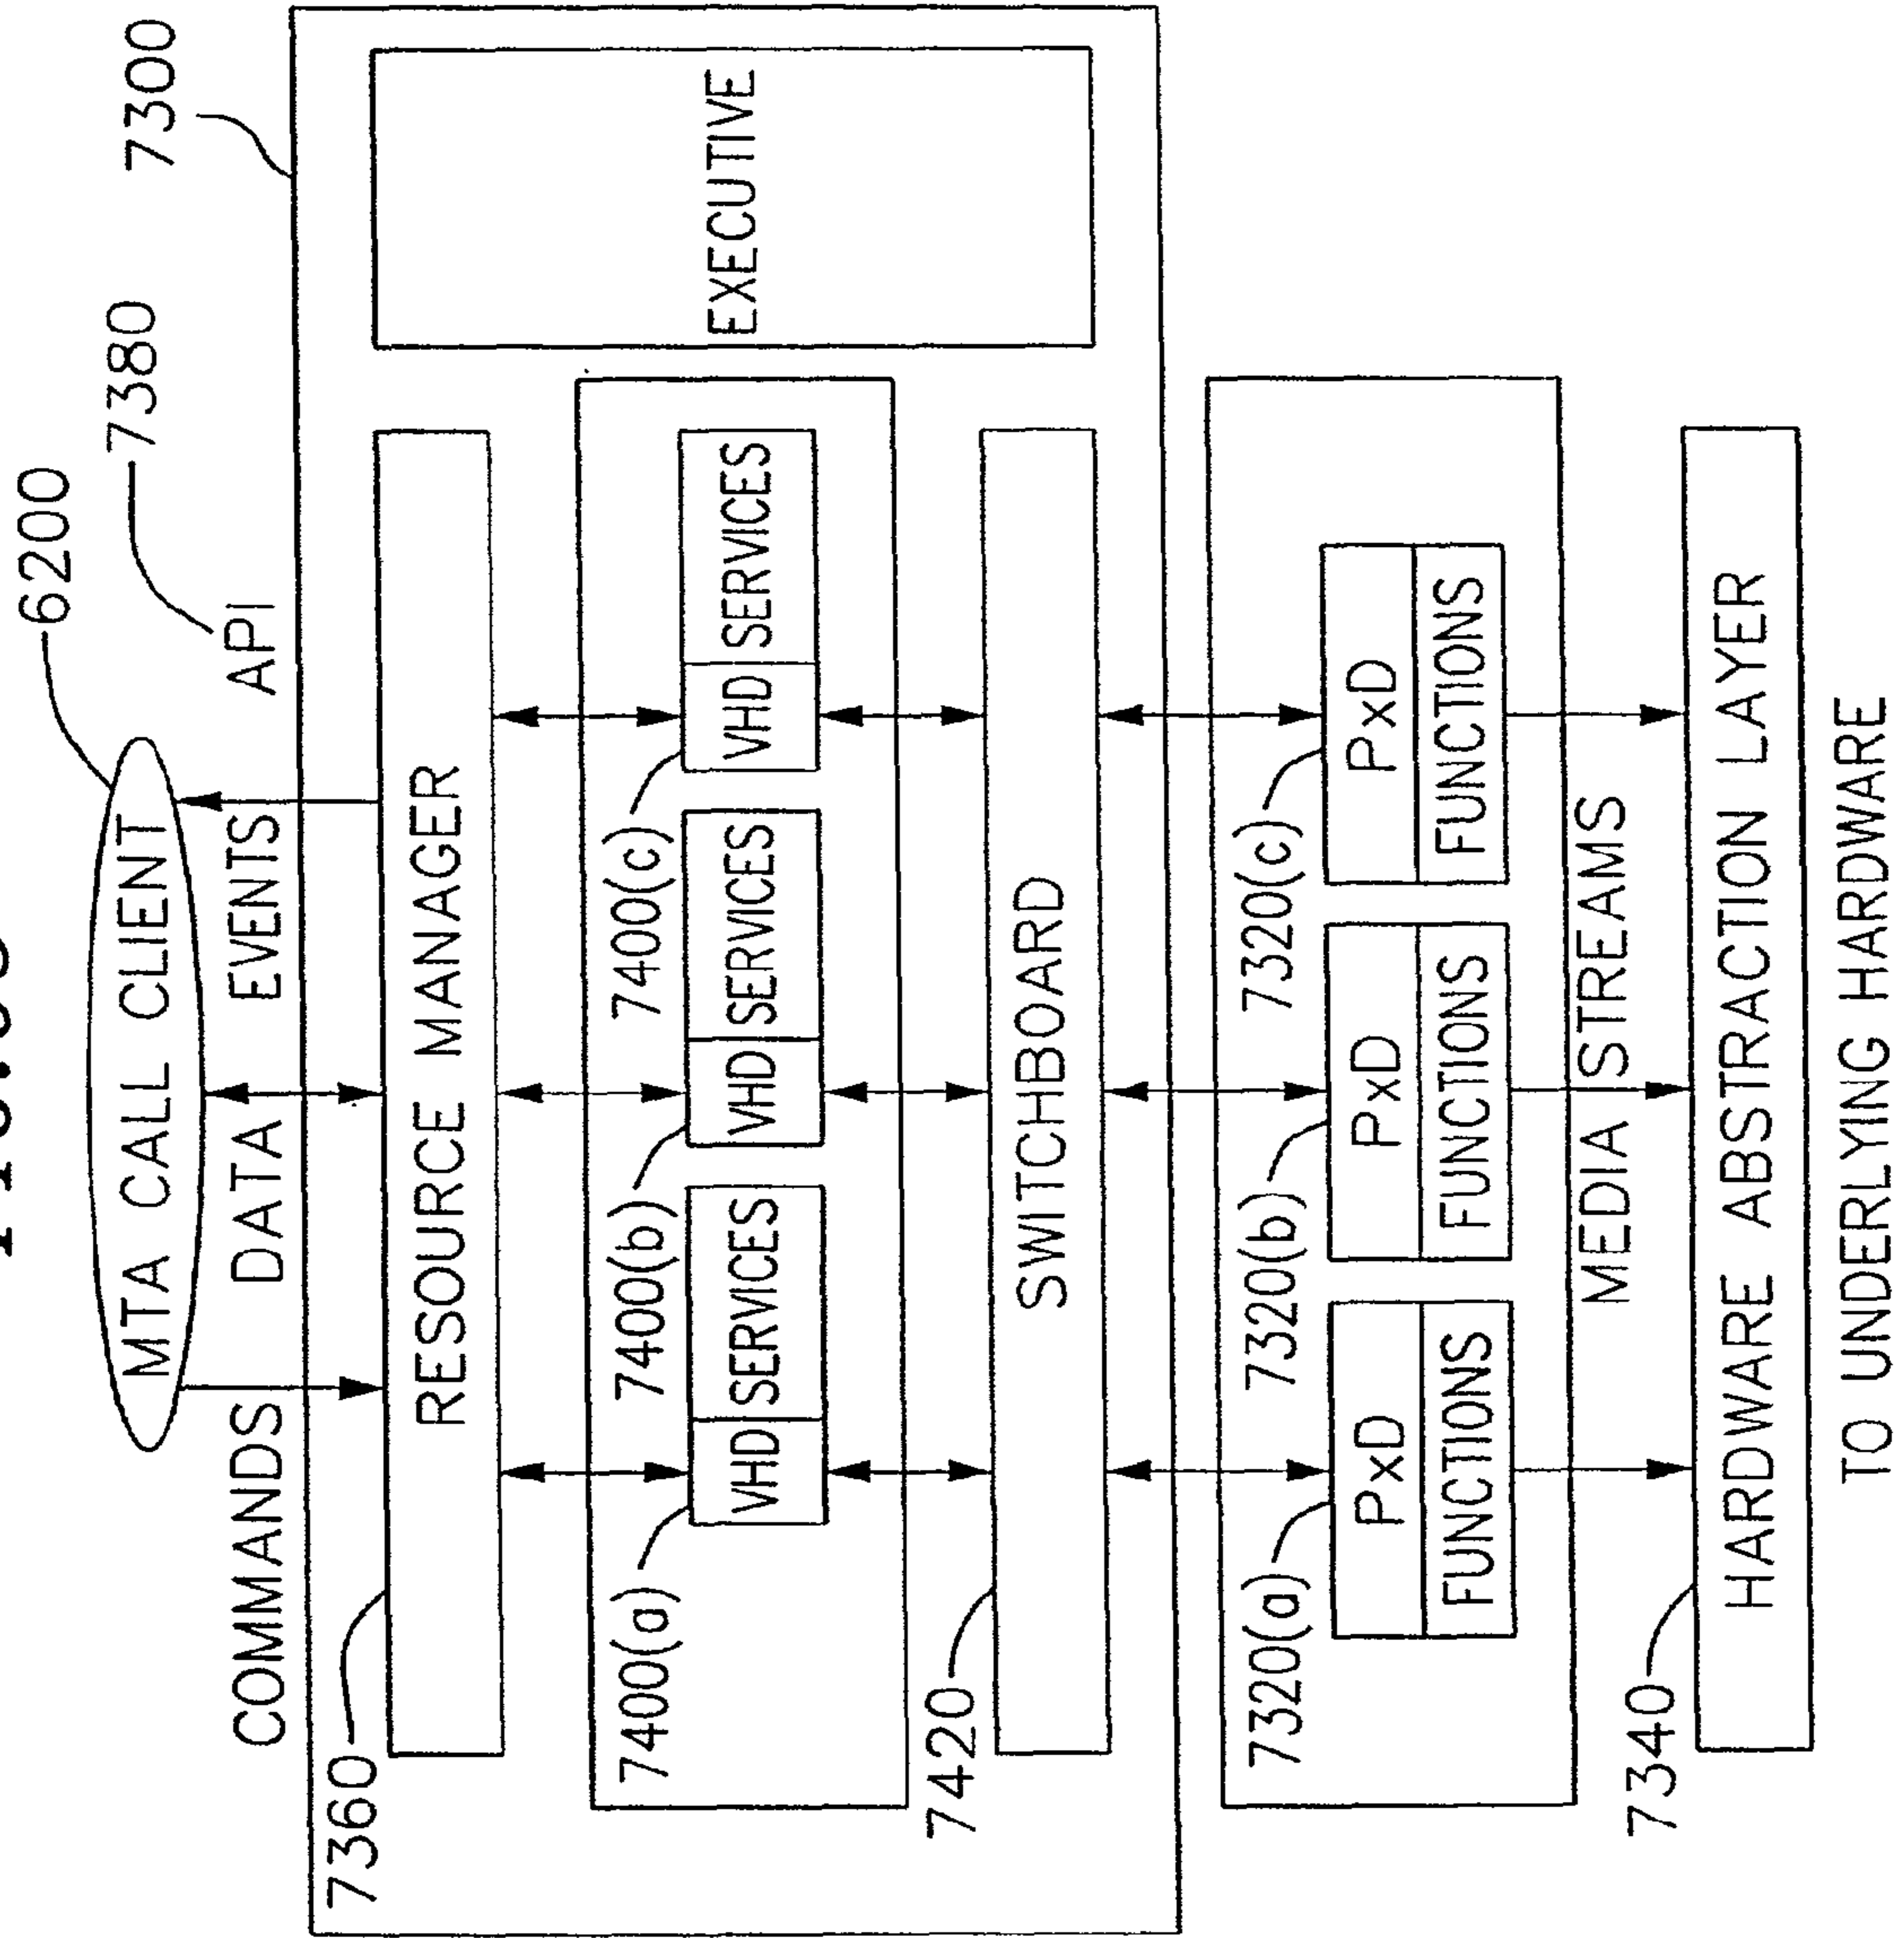 6200
MTA CALL CLIENT
7380
7300
COMMANDS
DATA
EVENTS
API
7360
RESOURCE MANAGER
EXECUTIVE
7400(a)
7400(b)
7400(c)
VHD SERVICES
VHD SERVICES
VHD SERVICES
7420
SWITCHBOARD
7320(a)
7320(b)
7320(c)
PxD
PxD
PxD
FUNCTIONS
FUNCTIONS
FUNCTIONS
MEDIA STREAMS
7340
HARDWARE ABSTRACTION LAYER
TO UNDERLYING HARDWARE